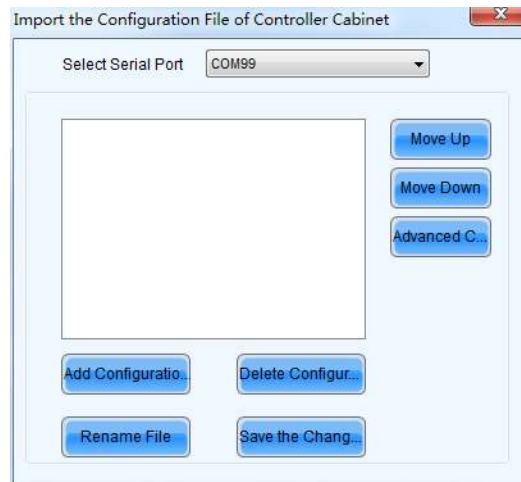 Import the Configuration File of Controller Cabinet
Select Serial Port COM99
Move Up
Move Down
Advanced C...
Add Configuratio... Delete Configur...
Rename File Save the Chang...